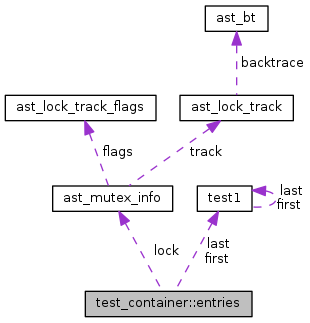 ast_bt
backtrace
ast_lock_track_flags
ast_lock_track
flags
track
ast_mutex_info
test1
last
first
lock
last
first
test_container::entries